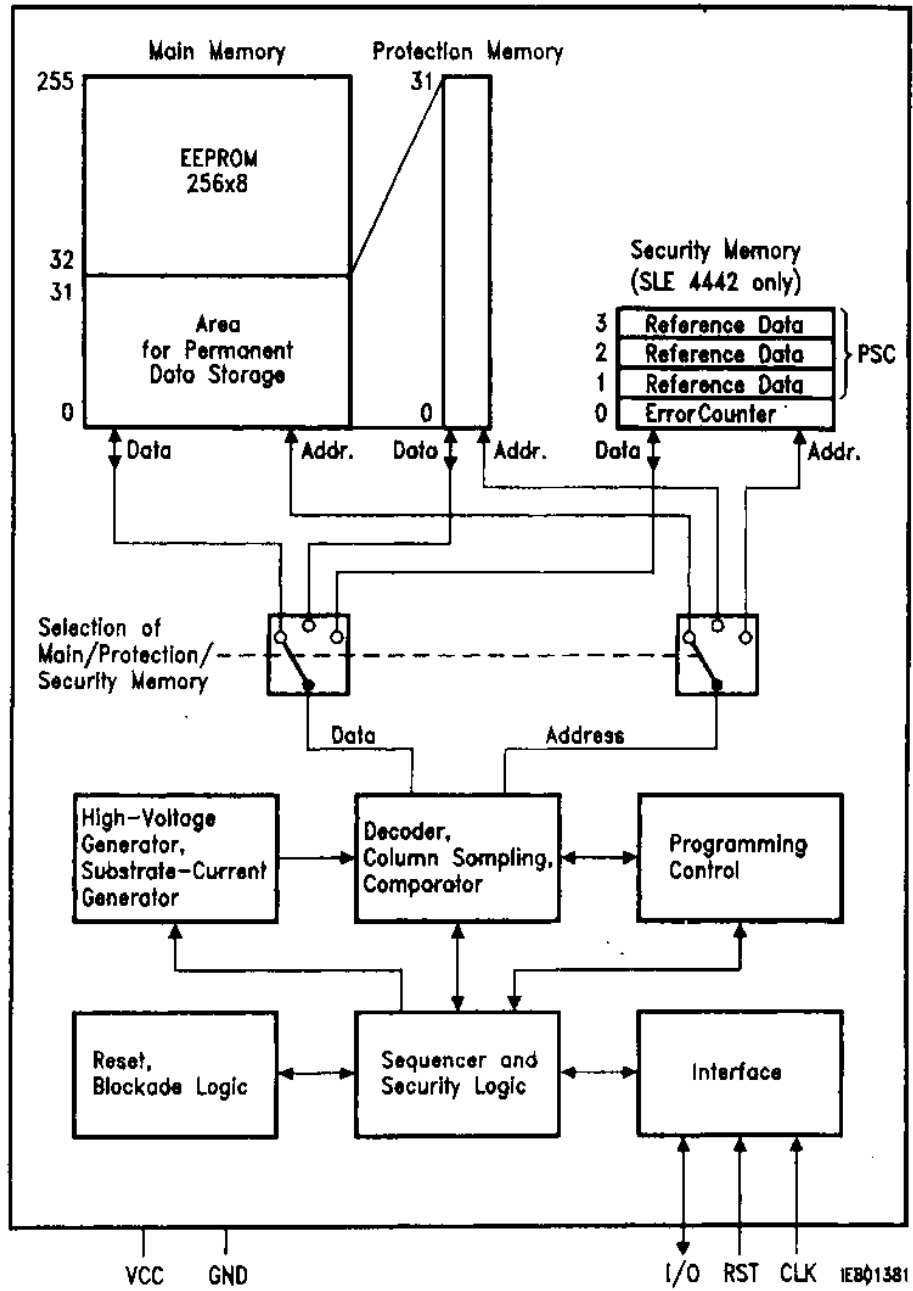 Main Memory
Protection Memory
255
31
EEPROM
256x8
32
31
Area
for Permanent
Data Storage
0
0
Security Memory
(SLE 4442 only)
3 Reference Data
2 Reference Data
1 Reference Data
0 ErrorCounter
PSC
Data
Addr.
Data
Addr.
Data
Addr.
Selection of
Main/Protection/
Security Memory
Data
Address
High-Voltage
Generator,
Substrate-Current
Generator
Decoder,
Column Sampling,
Comparator
Programming
Control
Reset,
Blockade Logic
Sequencer and
Security Logic
Interface
VCC
GND
I/O
RST
CLK
IEB01381